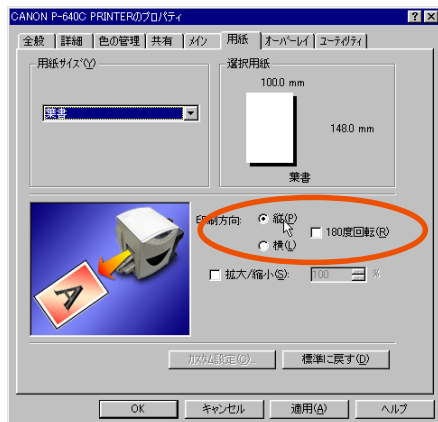 CANON P-640C PRINTERのプロパティ
全般 詳細 色の管理 共有 メイン 用紙 オーバーレイ ユーティリティ
用紙サイズ(Y)
葉書
選択用紙
100.0 mm
148.0 mm
葉書
印刷方向: 縦(P)
180度回転(R)
横(L)
拡大/縮小(S): 100 %
A
カスタム設定(O)... 標準に戻す(D)
OK キャンセル 適用(A) ヘルプ